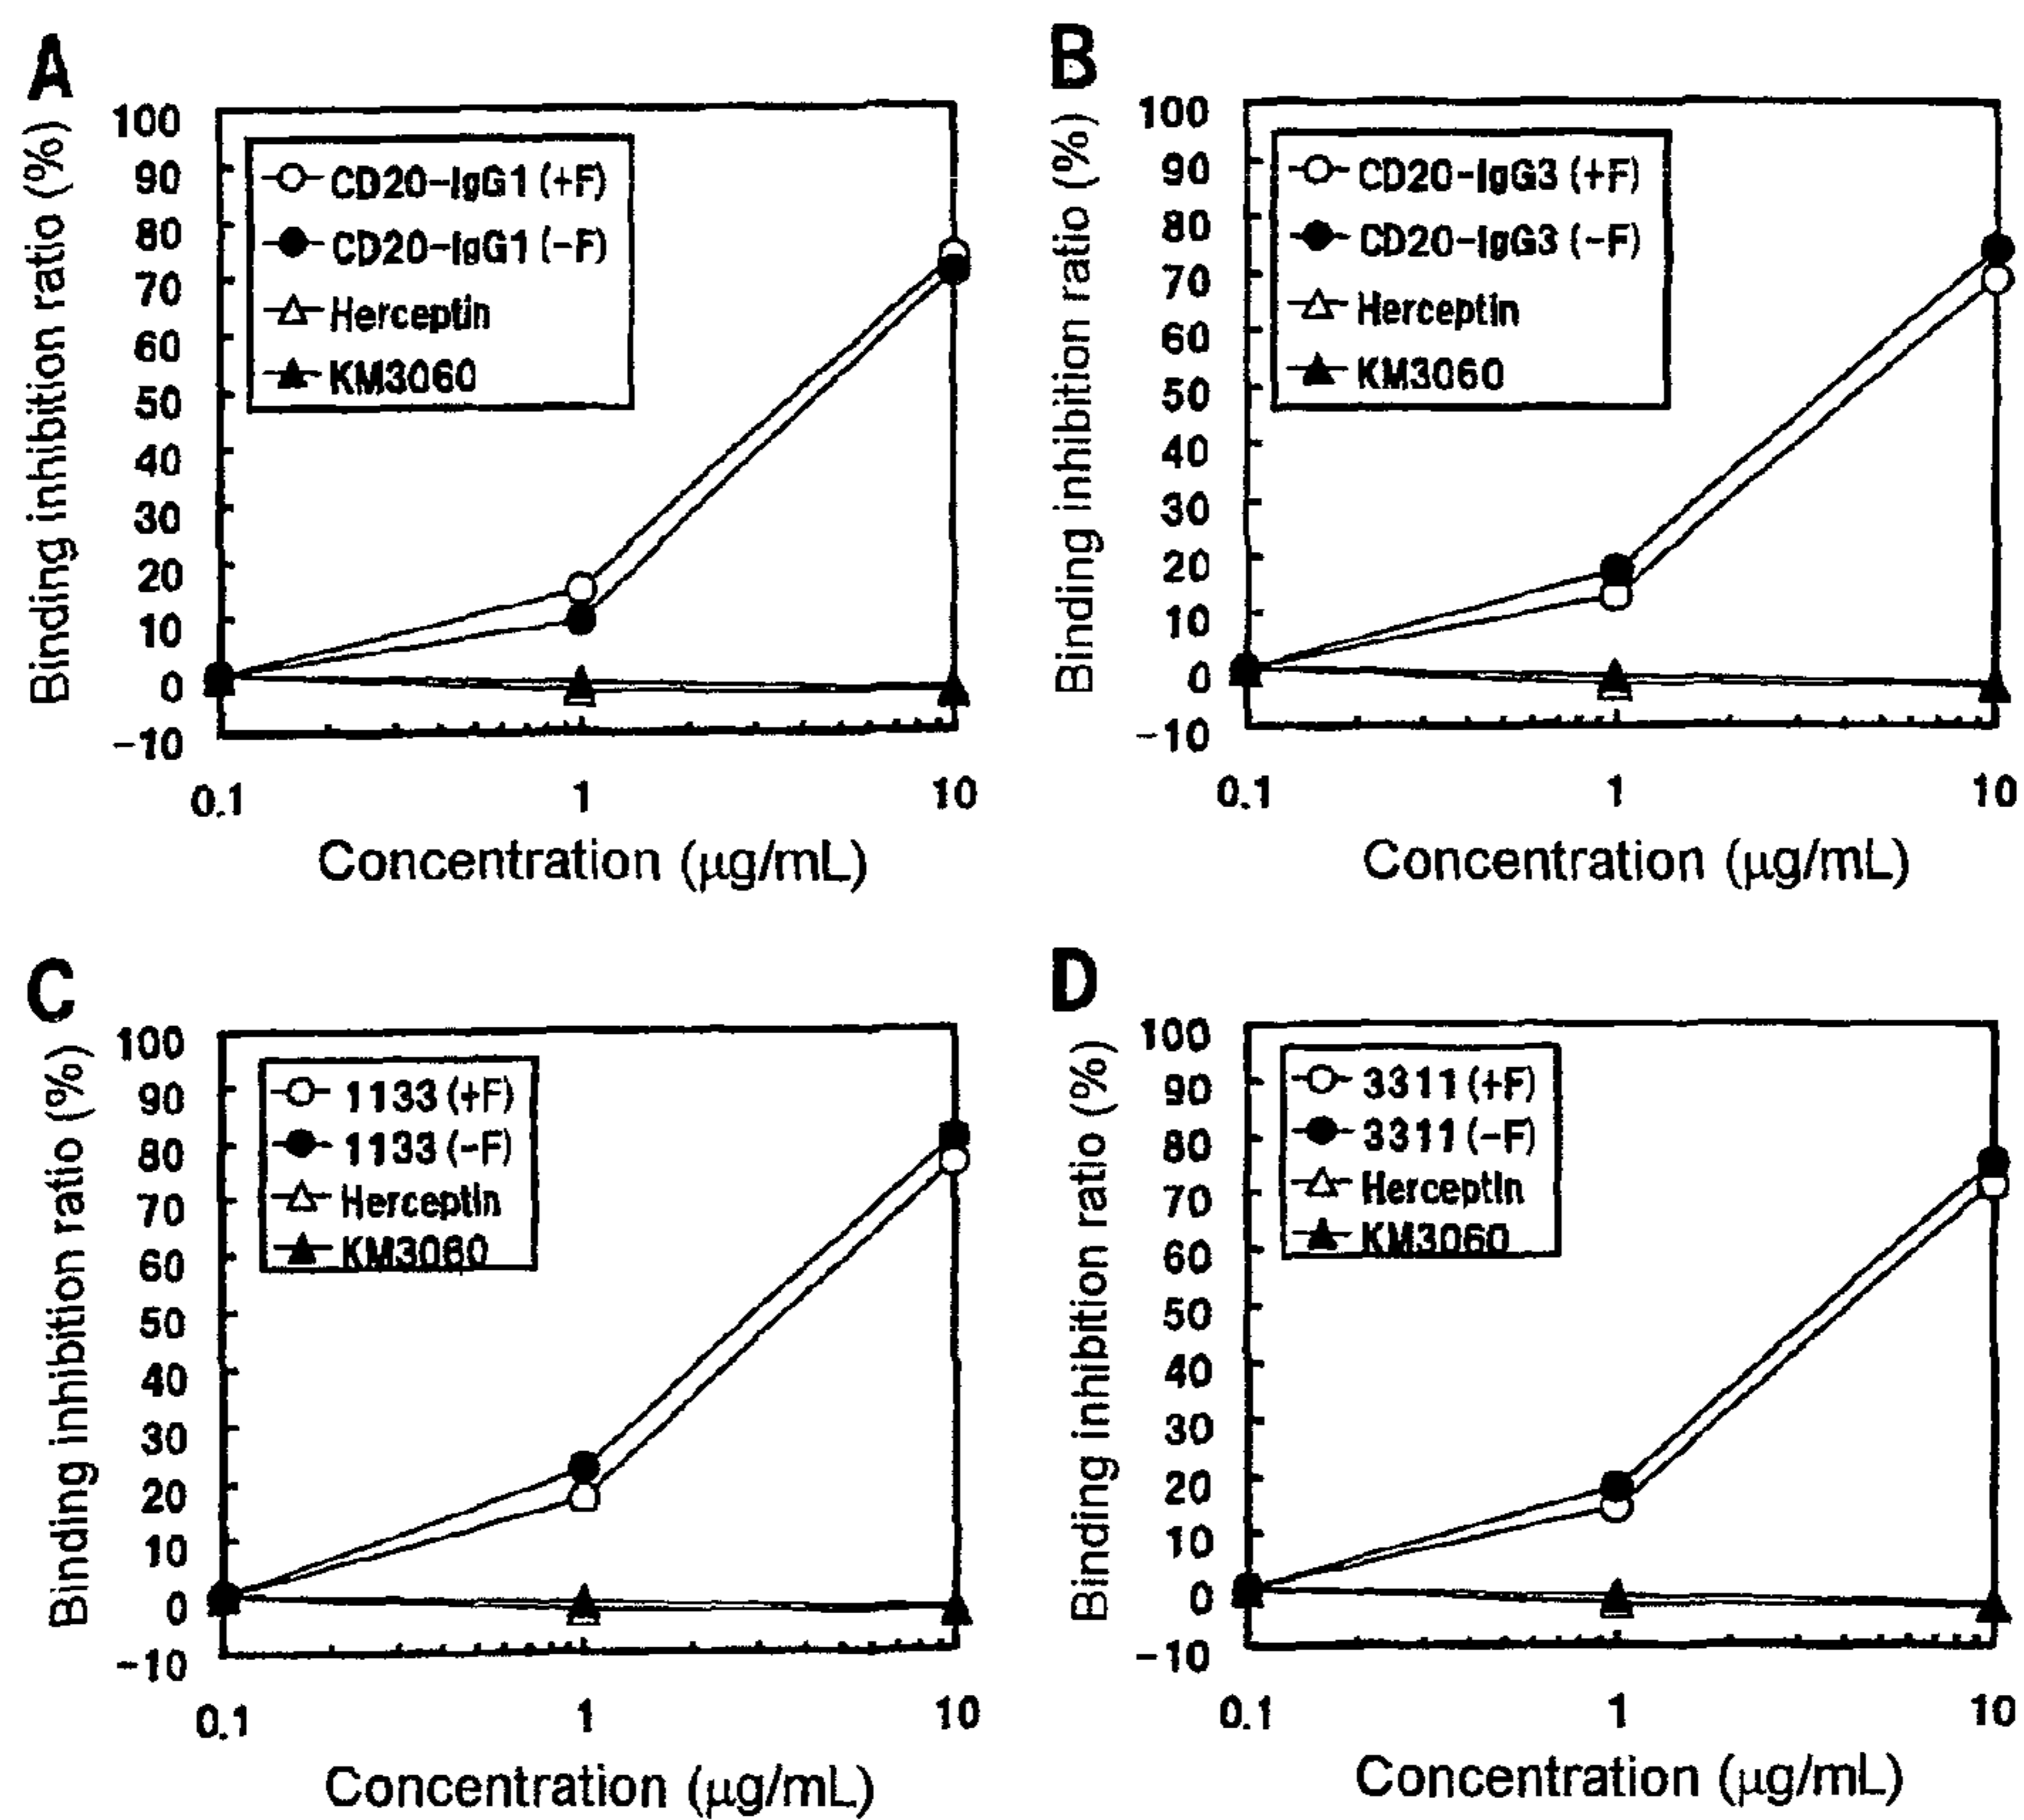 A
Binding inhibition ratio (%)
100
90
80
70
60
50
40
30
20
10
0
-10
CD20-IgG1 (+F)
CD20-IgG1 (-F)
Herceptin
KM3060
0.1 1 10
Concentration (μg/mL)
B
Binding inhibition ratio (%)
100
90
80
70
60
50
40
30
20
10
0
-10
CD20-IgG3 (+F)
CD20-IgG3 (-F)
Herceptin
KM3060
0.1 1 10
Concentration (μg/mL)
C
Binding inhibition ratio (%)
100
90
80
70
60
50
40
30
20
10
0
-10
1133 (+F)
1133 (-F)
Herceptin
KM3060
0.1 1 10
Concentration (μg/mL)
D
Binding inhibition ratio (%)
100
90
80
70
60
50
40
30
20
10
0
-10
3311 (+F)
3311 (-F)
Herceptin
KM3060
0.1 1 10
Concentration (μg/mL)